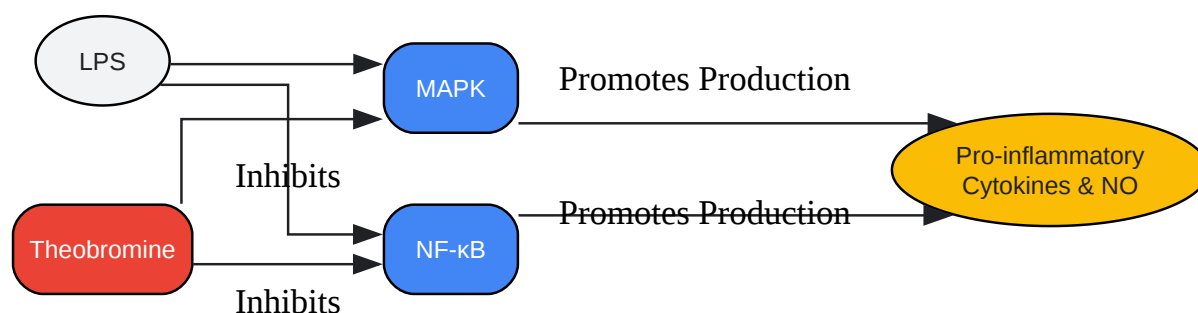 LPS
MAPK
Promotes Production
Pro-inflammatory
Cytokines & NO
Inhibits
Promotes Production
Theobromine
NF-κB
Inhibits